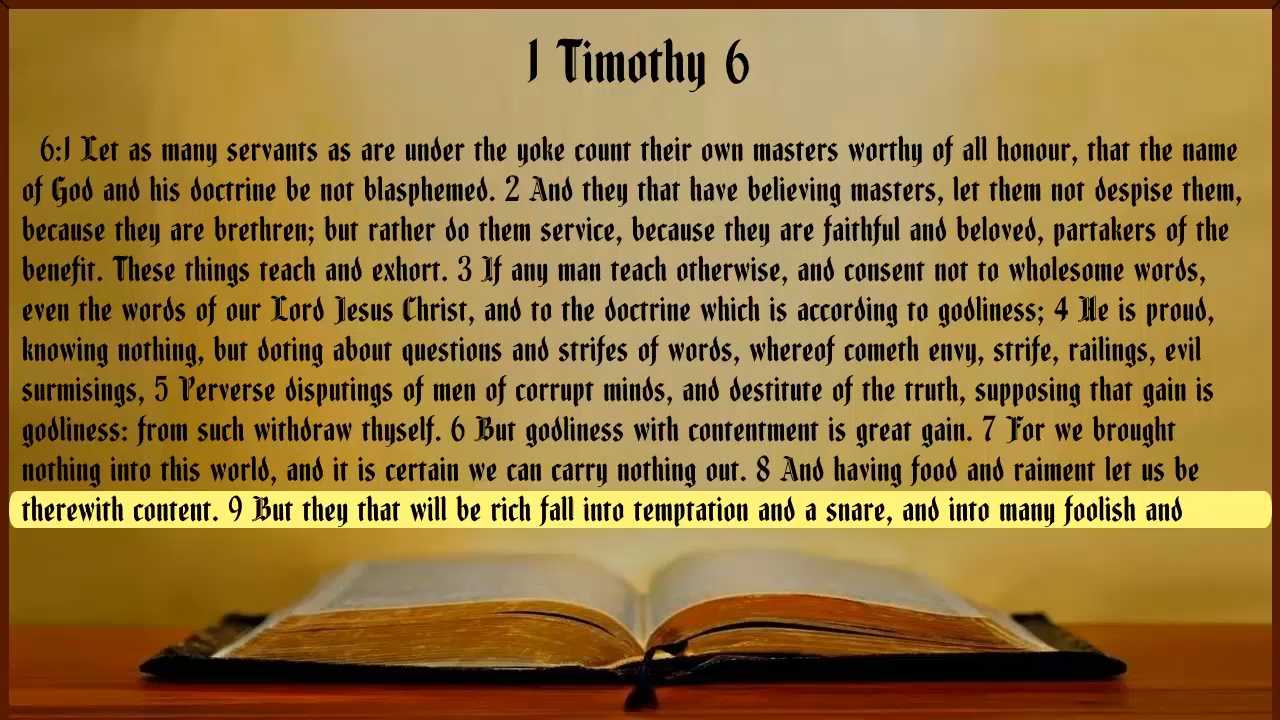 1 Timothy 6
6:1 Let as many servants as are under the yoke count their own masters worthy of all honour, that the name
of God and his doctrine be not blasphemed. 2 And they that have believing masters, let them not despise them,
because they are brethren; but rather do them service, because they are faithful and beloved, partakers of the
benefit. These things teach and exhort. 3 If any man teach otherwise, and consent not to wholesome words,
even the words of our Lord Jesus Christ, and to the doctrine which is according to godliness; 4 He is proud,
knowing nothing, but doting about questions and strifes of words, whereof cometh envy, strife, railings, evil
surmisings, 5 Perverse disputings of men of corrupt minds, and destitute of the truth, supposing that gain is
godliness: from such withdraw thyself. 6 But godliness with contentment is great gain. 7 For we brought
nothing into this world, and it is certain we can carry nothing out. 8 And having food and raiment let us be
therewith content. 9 But they that will be rich fall into temptation and a snare, and into many foolish and